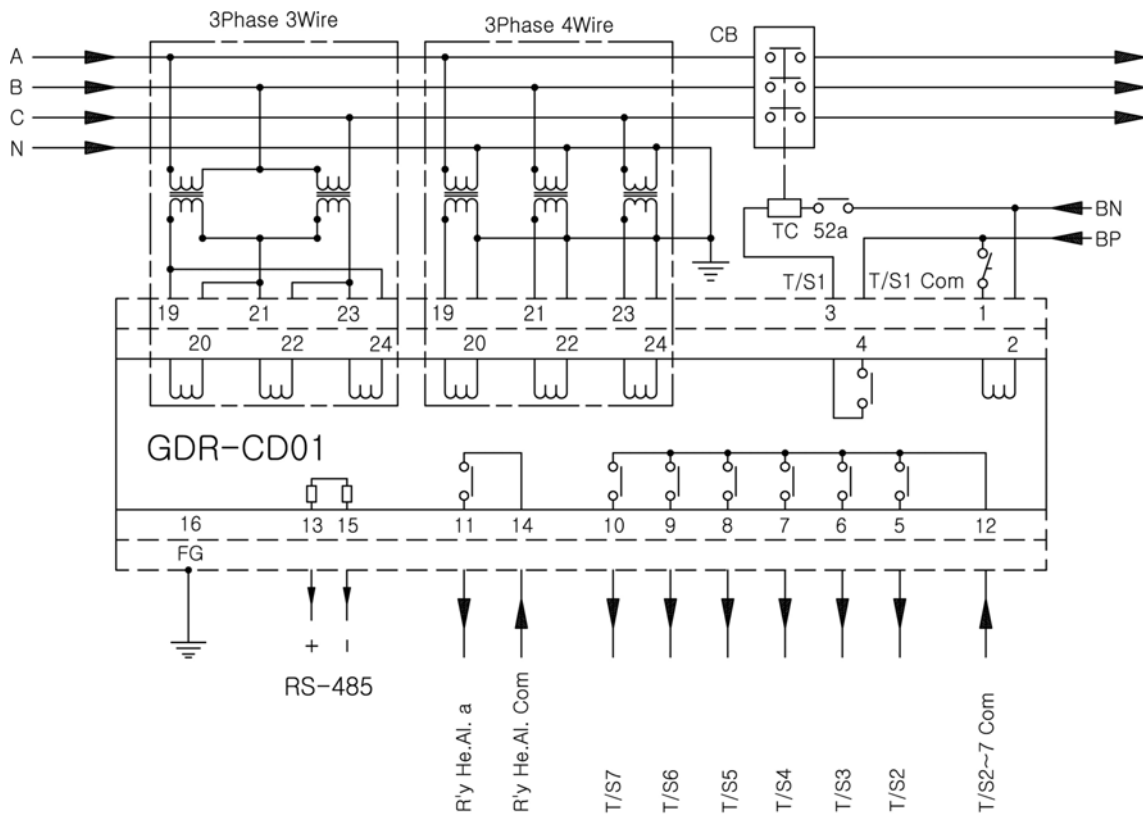 3Phase 3Wire
3Phase 4Wire
CB
A
B
C
N
BN
TC 52a
BP
T/S1
T/S1 Com
19 21 23 19 21 23 3 1
20 22 24 20 22 24 4 2
GDR-CD01
16 13 15 11 14 10 9 8 7 6 5 12
FG
+ −
RS-485
R'y He.Al. a
R'y He.Al. Com
T/S7
T/S6
T/S5
T/S4
T/S3
T/S2
T/S2~7 Com